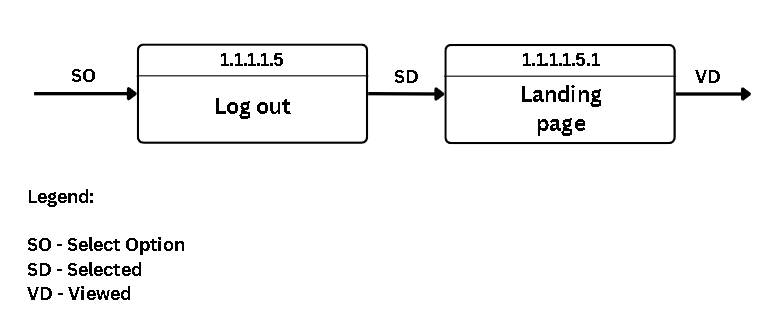 1.1.1.1.5
1.1.1.1.5.1
SO
SD
VD
Log out
Landing
page
Legend:
SO - Select Option
SD - Selected
VD - Viewed